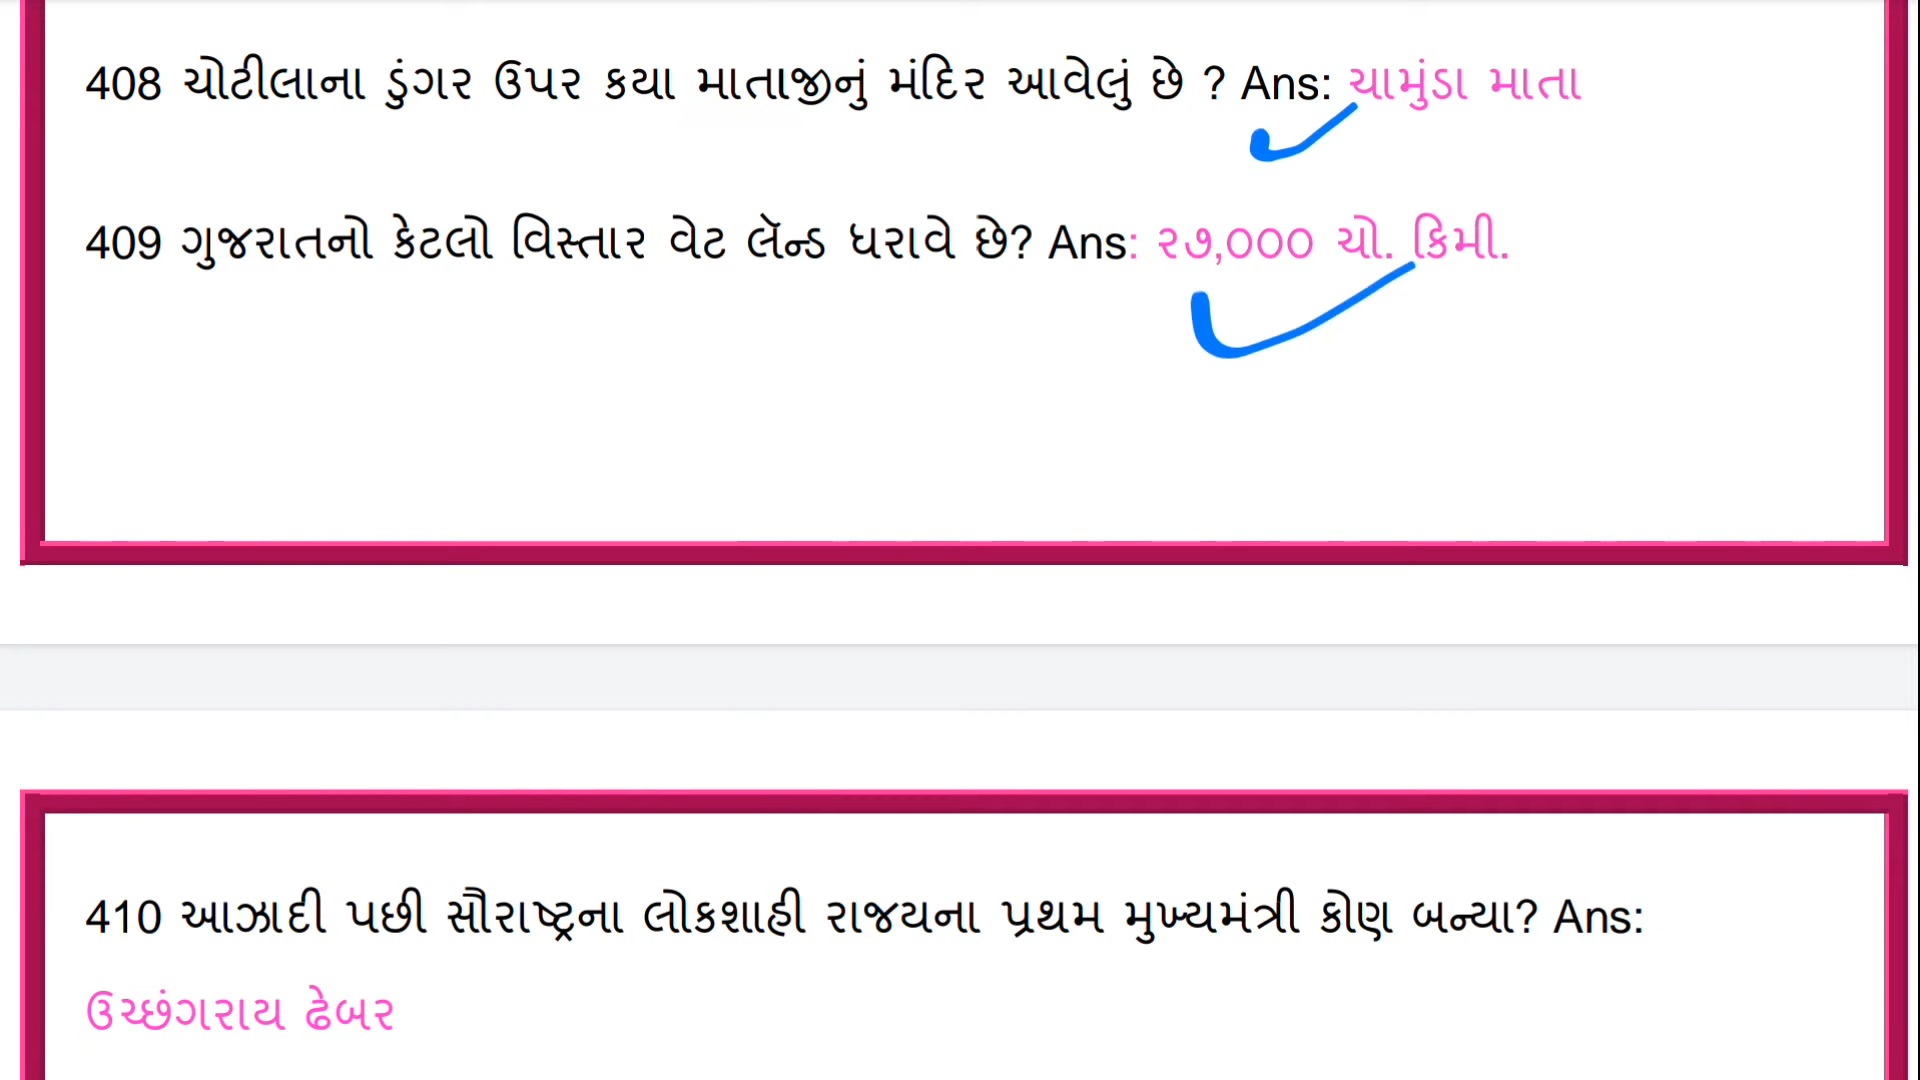 408 ચોટીલાના ડુંગર ઉપર કયા માતાજીનું મંદિર આવેલું છે ? Ans: ચામુંડા માતા
409 ગુજરાતનો કેટલો વિસ્તાર વેટ લૅન્ડ ધરાવે છે? Ans: ૨૭,૦૦૦ ચો. કિમી.
410 આઝાદી પછી સૌરાષ્ટ્રના લોકશાહી રાજયના પ્રથમ મુખ્યમંત્રી કોણ બન્યા? Ans:
ઉચ્છંગરાય ઢેબર